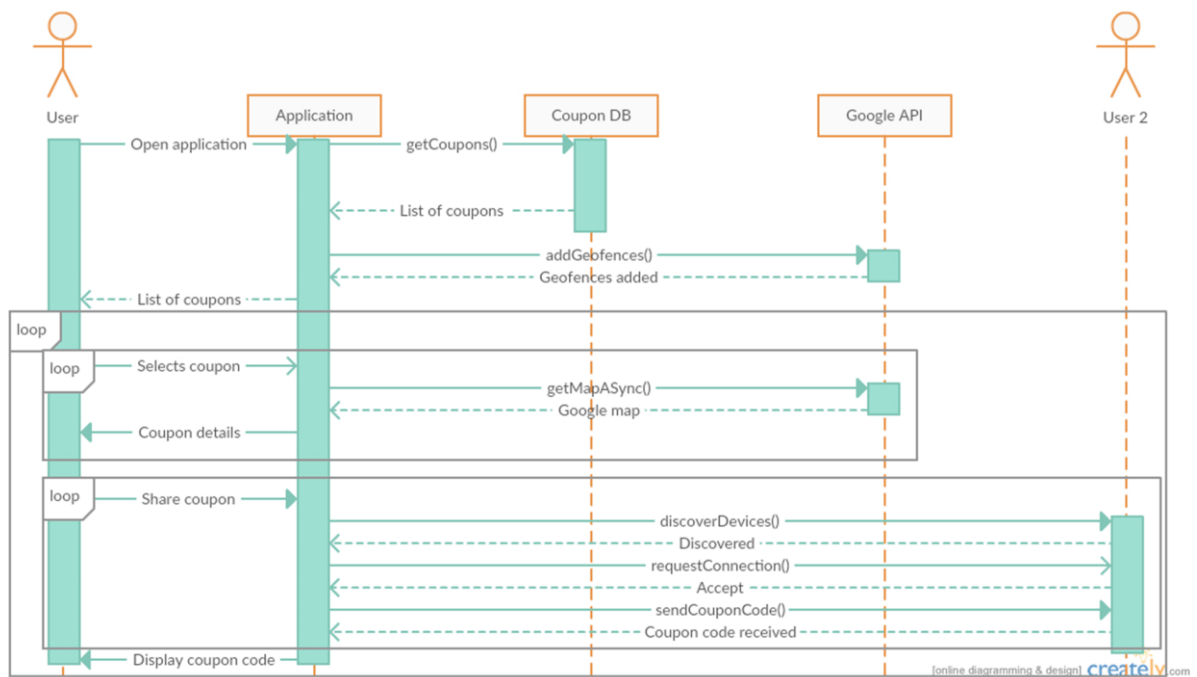 User
Application
Coupon DB
Google API
User 2
Open application
getCoupons()
List of coupons
addGeofences()
Geofences added
List of coupons
loop
loop
Selects coupon
getMapASync()
Google map
Coupon details
loop
Share coupon
discoverDevices()
Discovered
requestConnection()
Accept
sendCouponCode()
Coupon code received
Display coupon code
[online diagramming & design] creately.com